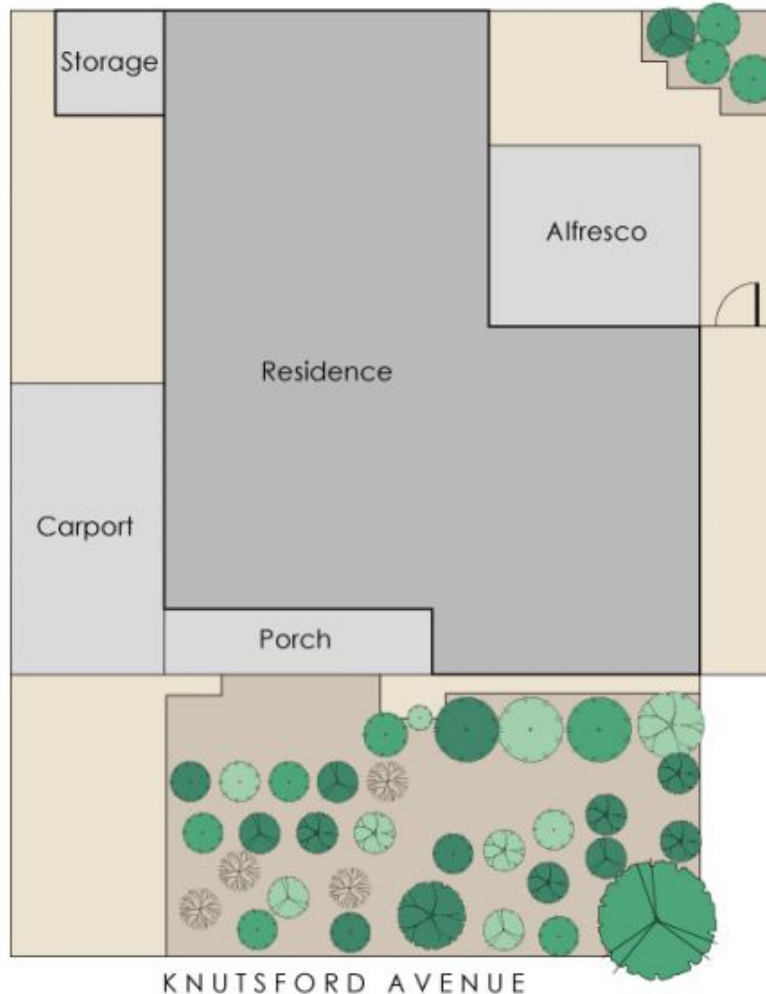 Storage
Alfresco
Residence
Carport
Porch
KNUTSFORD AVENUE